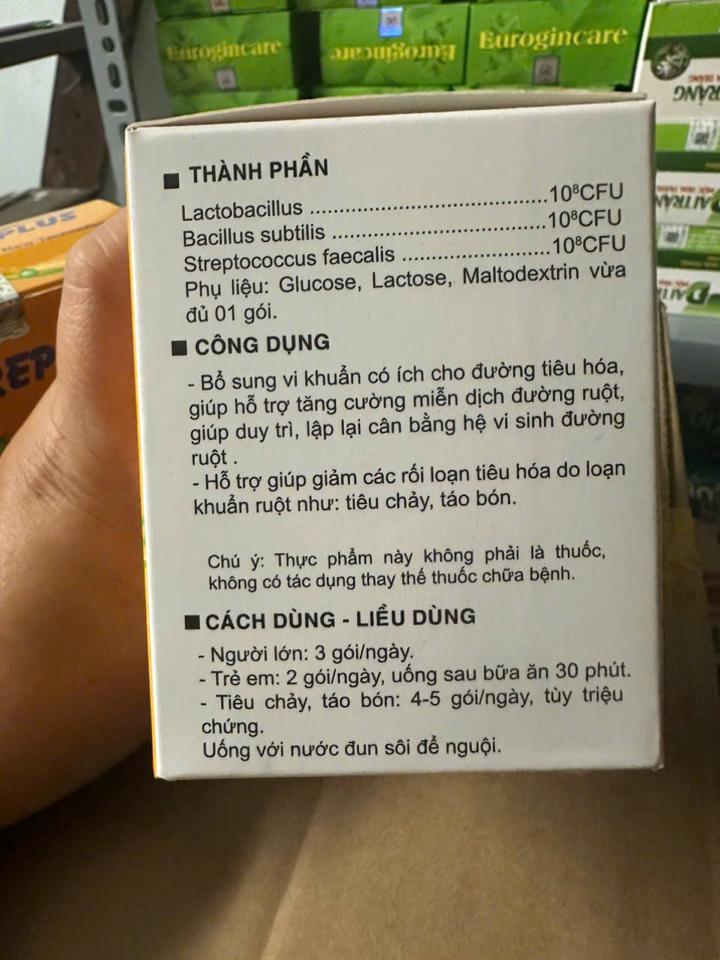 Eurogincare
Eurogincare
Eurogincare
PLUS
TRÀNG
ĐẠI TRÀNG
■ THÀNH PHẦN
Lactobacillus ........................................10⁸CFU
Bacillus subtilis ....................................10⁸CFU
Streptococcus faecalis .........................10⁸CFU
Phụ liệu: Glucose, Lactose, Maltodextrin vừa
đủ 01 gói.
■ CÔNG DỤNG
- Bổ sung vi khuẩn có ích cho đường tiêu hóa,
giúp hỗ trợ tăng cường miễn dịch đường ruột,
giúp duy trì, lập lại cân bằng hệ vi sinh đường
ruột .
- Hỗ trợ giúp giảm các rối loạn tiêu hóa do loạn
khuẩn ruột như: tiêu chảy, táo bón.
Chú ý: Thực phẩm này không phải là thuốc,
không có tác dụng thay thế thuốc chữa bệnh.
■ CÁCH DÙNG - LIỀU DÙNG
- Người lớn: 3 gói/ngày.
- Trẻ em: 2 gói/ngày, uống sau bữa ăn 30 phút.
- Tiêu chảy, táo bón: 4-5 gói/ngày, tùy triệu
chứng.
Uống với nước đun sôi để nguội.